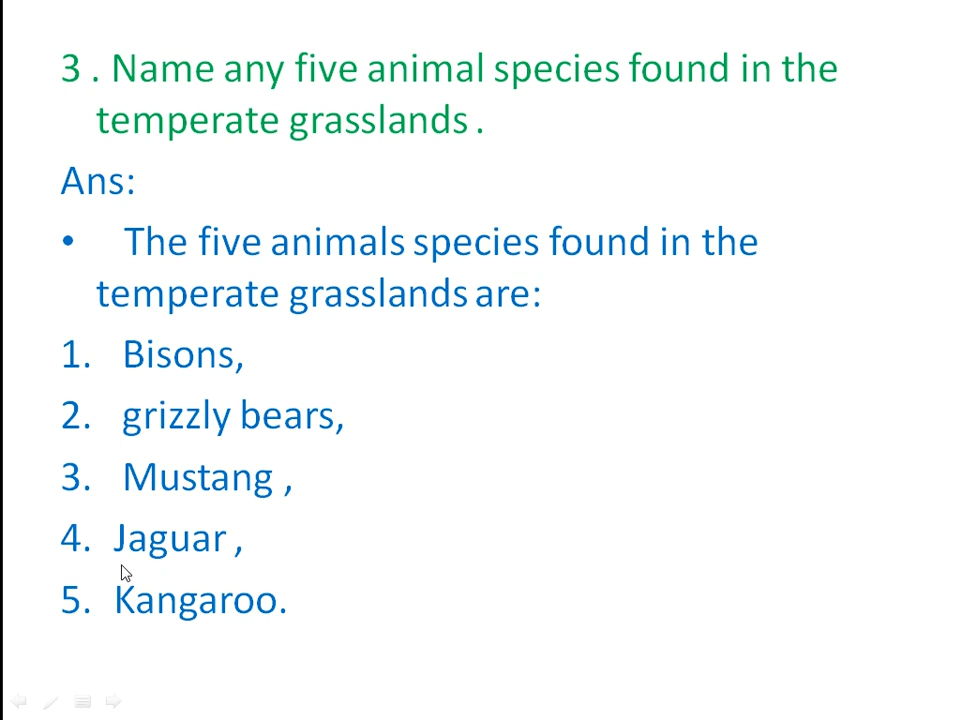 3 . Name any five animal species found in the
temperate grasslands .
Ans:
• The five animals species found in the
temperate grasslands are:
1. Bisons,
2. grizzly bears,
3. Mustang ,
4. Jaguar ,
5. Kangaroo.